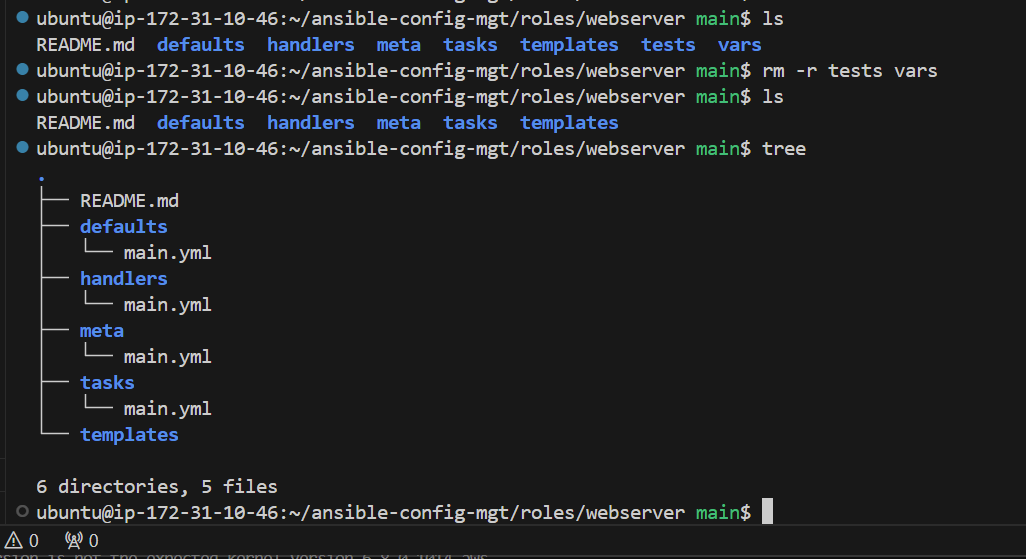 ubuntu@ip-172-31-10-46:~/ansible-config-mgt/roles/webserver main$ ls
README.md  defaults  handlers  meta  tasks  templates  tests  vars
ubuntu@ip-172-31-10-46:~/ansible-config-mgt/roles/webserver main$ rm -r tests vars
ubuntu@ip-172-31-10-46:~/ansible-config-mgt/roles/webserver main$ ls
README.md  defaults  handlers  meta  tasks  templates
ubuntu@ip-172-31-10-46:~/ansible-config-mgt/roles/webserver main$ tree
.
├── README.md
├── defaults
│   └── main.yml
├── handlers
│   └── main.yml
├── meta
│   └── main.yml
├── tasks
│   └── main.yml
└── templates
6 directories, 5 files
ubuntu@ip-172-31-10-46:~/ansible-config-mgt/roles/webserver main$
0 0